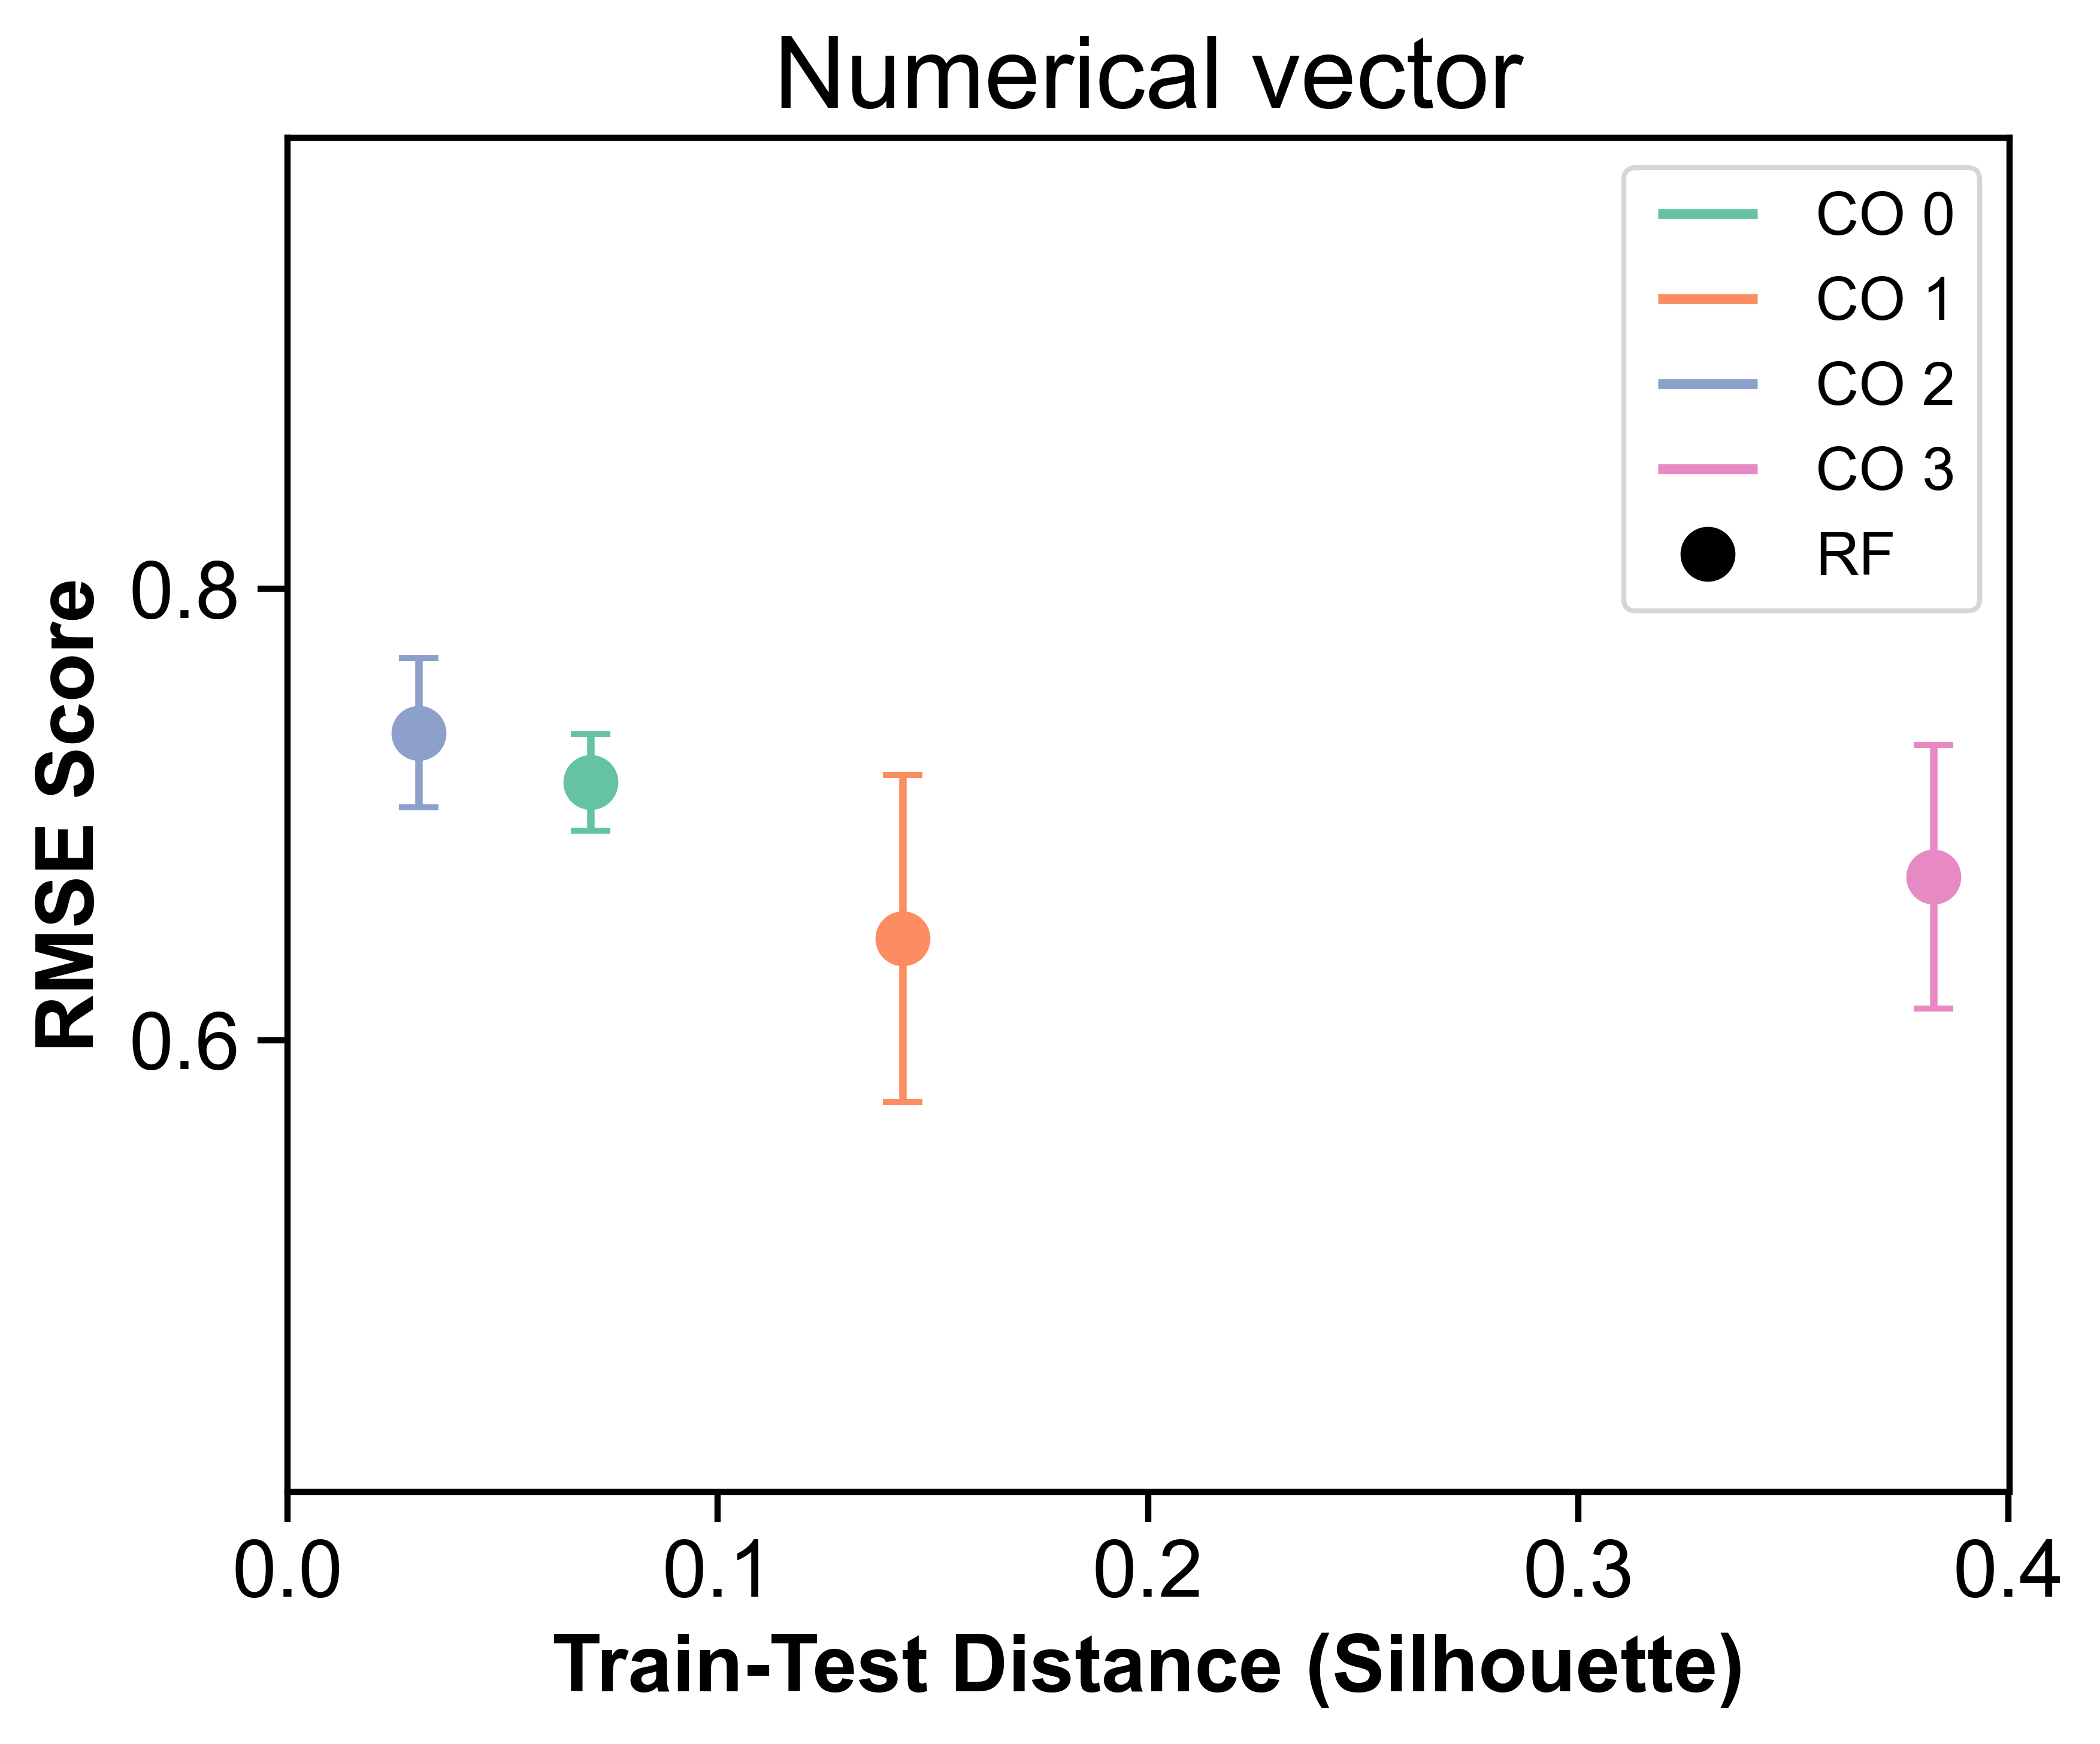 Numerical vector
CO 0
CO 1
CO 2
CO 3
RF
RMSE Score
0.8
0.6
0.0 0.1 0.2 0.3 0.4
Train-Test Distance (Silhouette)